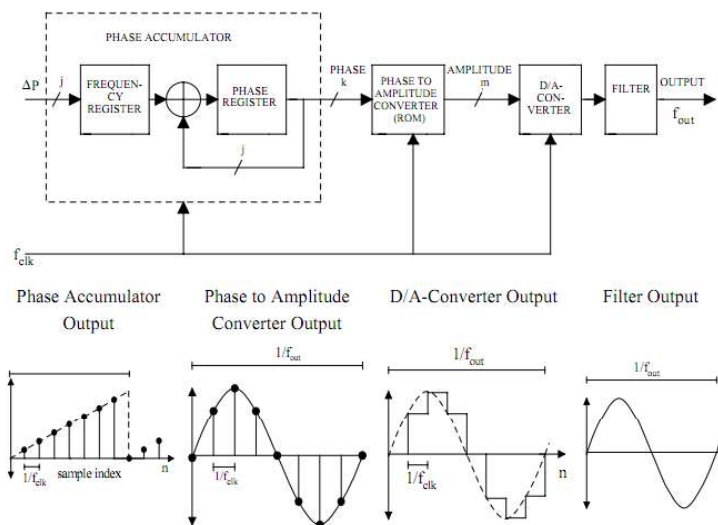 PHASE ACCUMULATOR
ΔP
j
FREQUEN-
CY
REGISTER
PHASE
REGISTER
j
PHASE
k
PHASE TO
AMPLITUDE
CONVERTER
(ROM)
AMPLITUDE
m
D/A-
CON-
VERTER
FILTER
OUTPUT
fout
fclk
Phase Accumulator
Output
Phase to Amplitude
Converter Output
D/A-Converter Output
Filter Output
1/fout
1/fout
1/fout
1/fclk
sample index
n
1/fclk
1/fclk
n